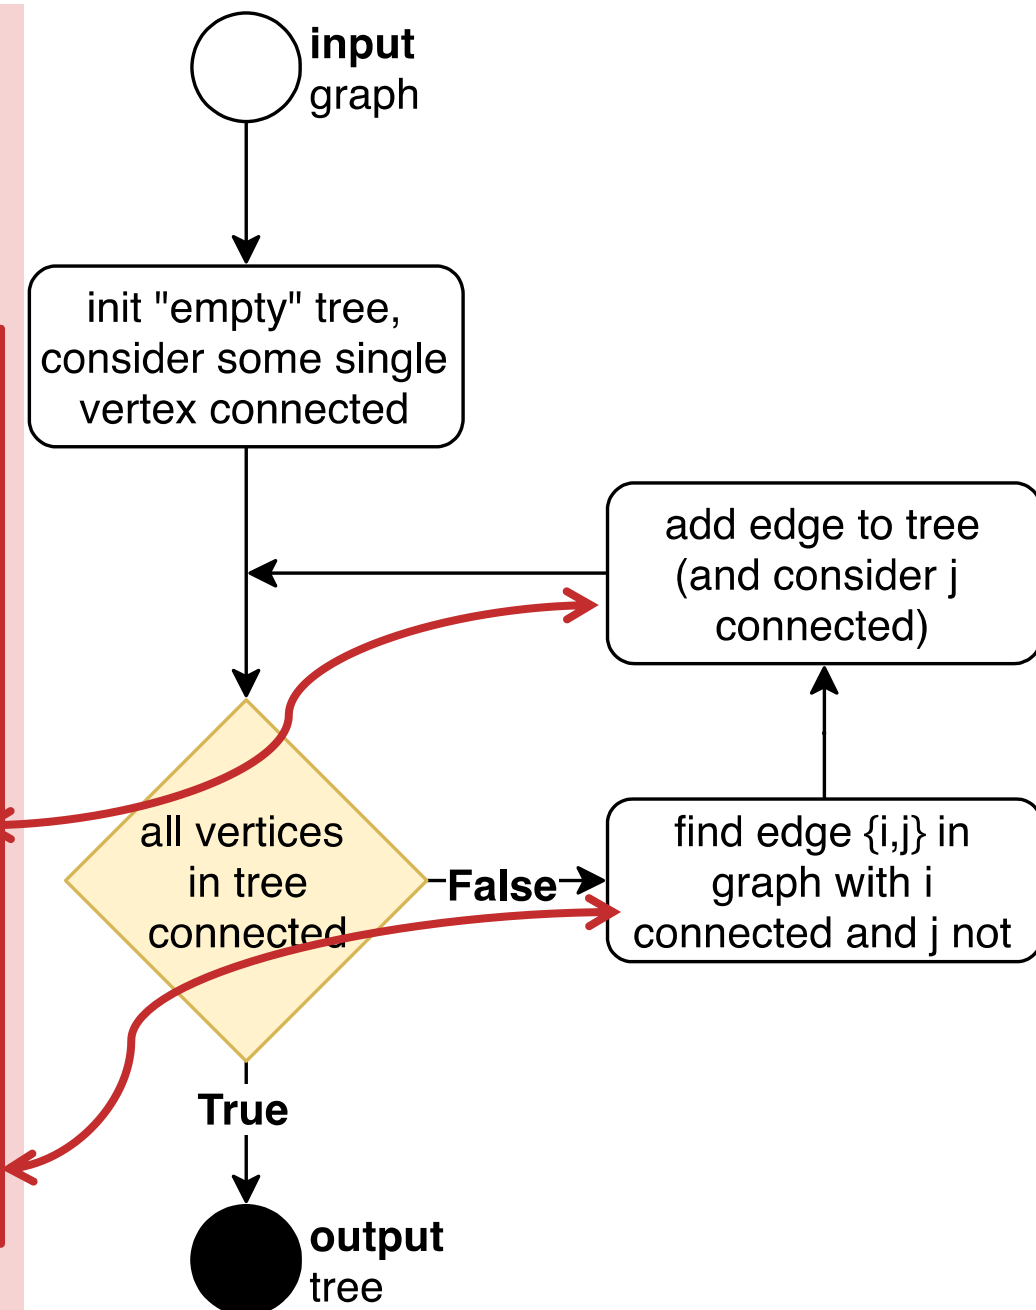 input
graph
init "empty" tree,
consider some single
vertex connected
add edge to tree
(and consider j
connected)
all vertices
in tree
connected
False
find edge {i,j} in
graph with i
connected and j not
True
output
tree